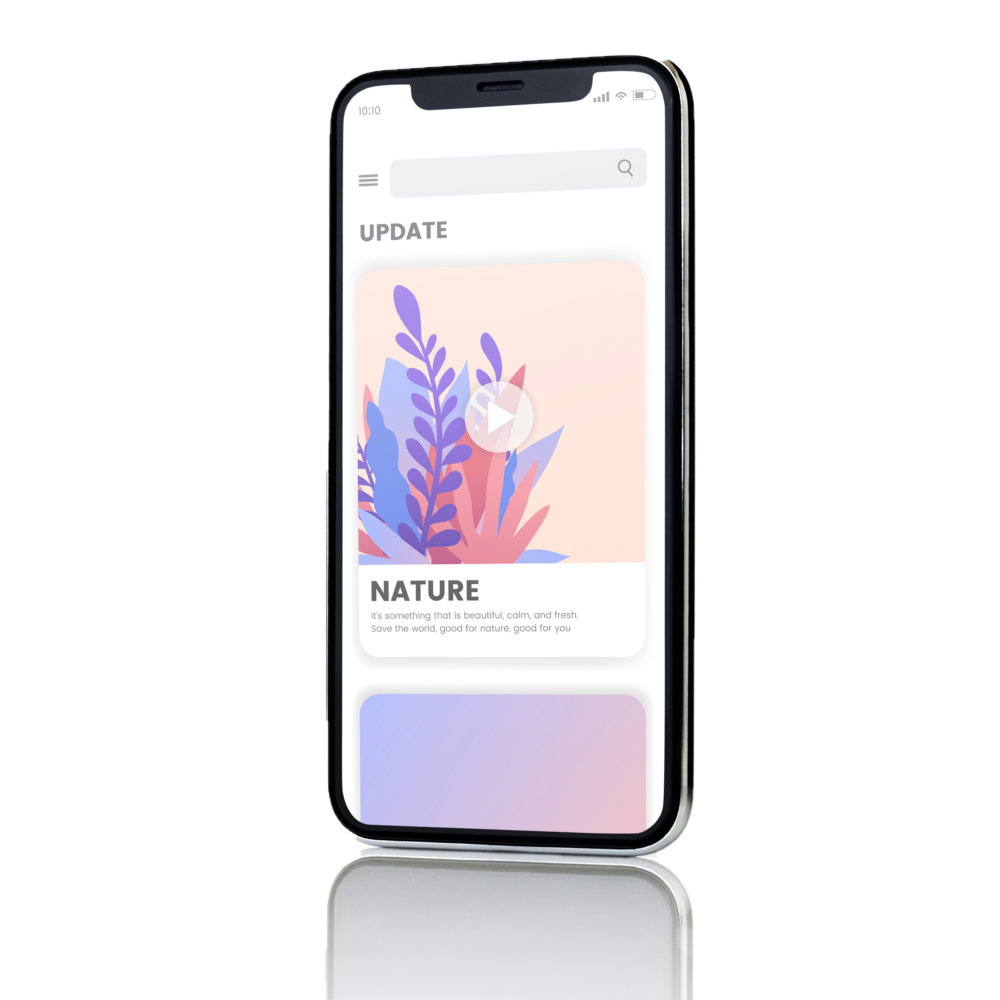 10:10
UPDATE
NATURE
it's something that is beautiful, calm, and fresh.
Save the world, good for nature, good for you